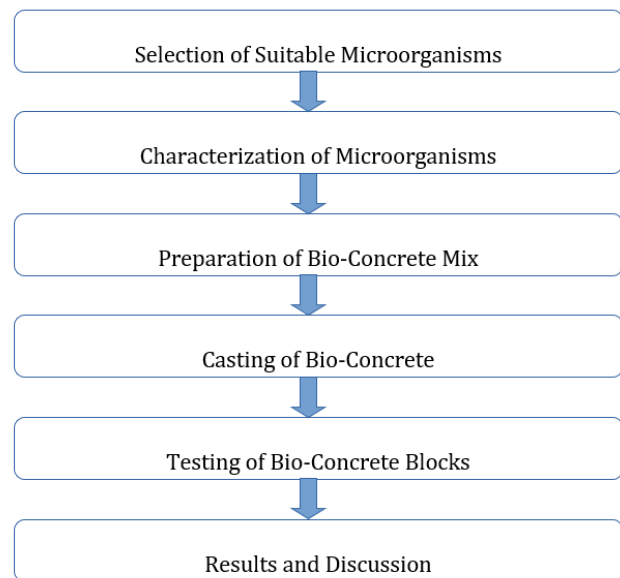 Selection of Suitable Microorganisms
Characterization of Microorganisms
Preparation of Bio-Concrete Mix
Casting of Bio-Concrete
Testing of Bio-Concrete Blocks
Results and Discussion